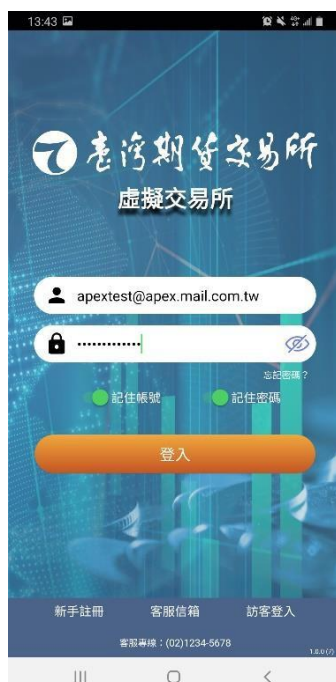 13:43
臺灣期貨交易所
虛擬交易所
apextest@apex.mail.com.tw
•••••••••••••
忘記密碼？
記住帳號 記住密碼
登入
新手註冊 客服信箱 訪客登入
客服專線：(02)1234-5678